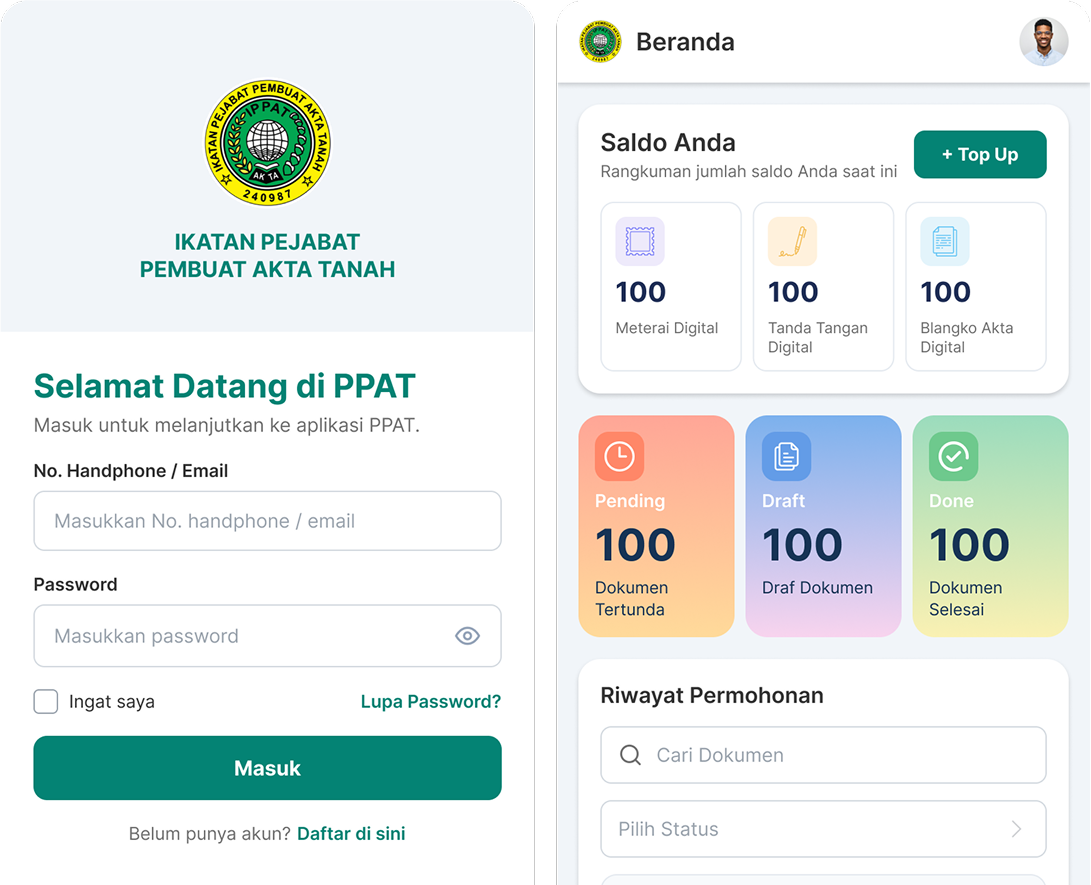 IKATAN PEJABAT PEMBUAT AKTA TANAH
IPPAT
AKTA
240987
IKATAN PEJABAT
PEMBUAT AKTA TANAH
Selamat Datang di PPAT
Masuk untuk melanjutkan ke aplikasi PPAT.
No. Handphone / Email
Masukkan No. handphone / email
Password
Masukkan password
Ingat saya
Lupa Password?
Masuk
Belum punya akun? Daftar di sini
Beranda
Saldo Anda
Rangkuman jumlah saldo Anda saat ini
+ Top Up
100
Meterai Digital
100
Tanda Tangan
Digital
100
Blangko Akta
Digital
Pending
100
Dokumen
Tertunda
Draft
100
Draf Dokumen
Done
100
Dokumen
Selesai
Riwayat Permohonan
Cari Dokumen
Pilih Status